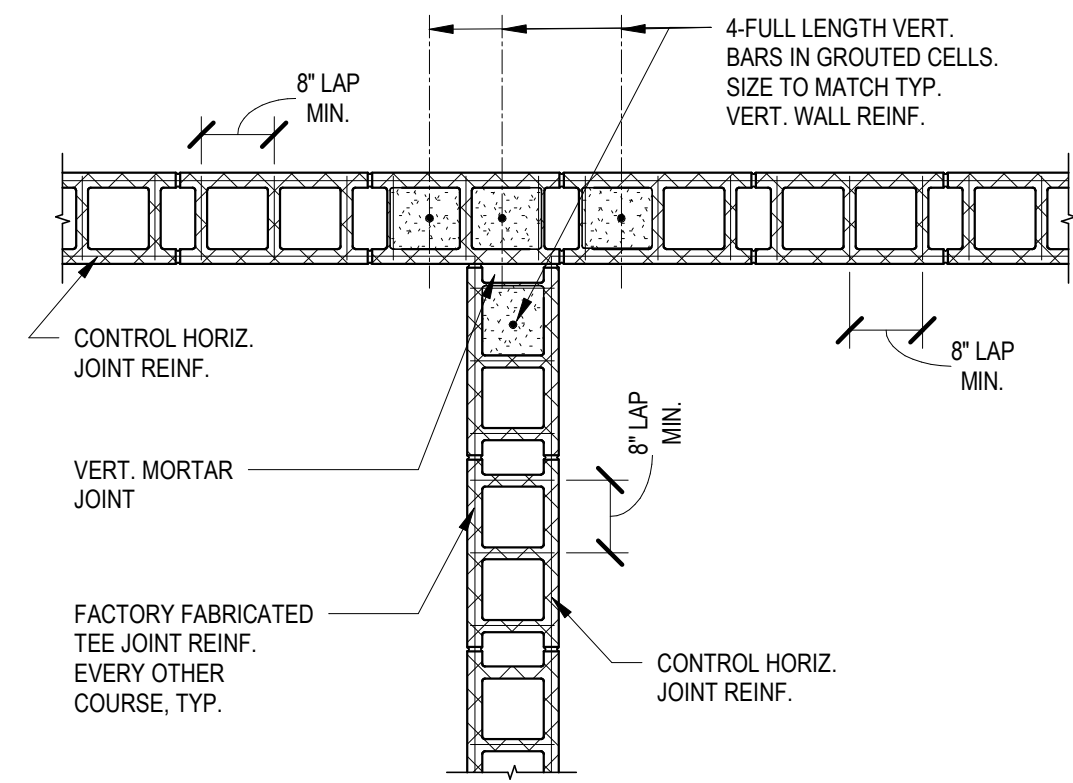 4-FULL LENGTH VERT.
BARS IN GROUTED CELLS.
SIZE TO MATCH TYP.
VERT. WALL REINF.
8" LAP
MIN.
CONTROL HORIZ.
JOINT REINF.
8" LAP
MIN.
8" LAP
MIN.
VERT. MORTAR
JOINT
FACTORY FABRICATED
TEE JOINT REINF.
EVERY OTHER
COURSE, TYP.
CONTROL HORIZ.
JOINT REINF.